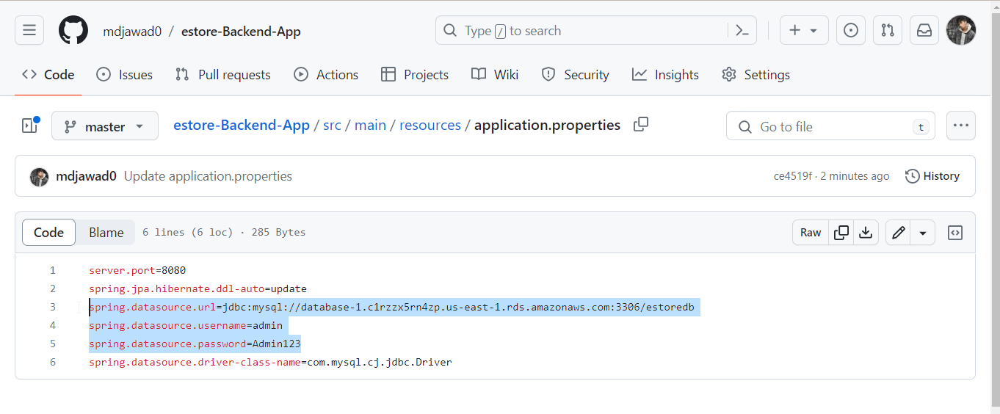 mdjawad0 / estore-Backend-App
Type / to search
Code
Issues
Pull requests
Actions
Projects
Wiki
Security
Insights
Settings
master
estore-Backend-App / src / main / resources / application.properties
Go to file
t
mdjawad0 Update application.properties
ce4519f · 2 minutes ago
History
Code
Blame
6 lines (6 loc) · 285 Bytes
Raw
1 server.port=8080
2 spring.jpa.hibernate.ddl-auto=update
3 spring.datasource.url=jdbc:mysql://database-1.c1rzzx5rn4zp.us-east-1.rds.amazonaws.com:3306/estoredb
4 spring.datasource.username=admin
5 spring.datasource.password=Admin123
6 spring.datasource.driver-class-name=com.mysql.cj.jdbc.Driver